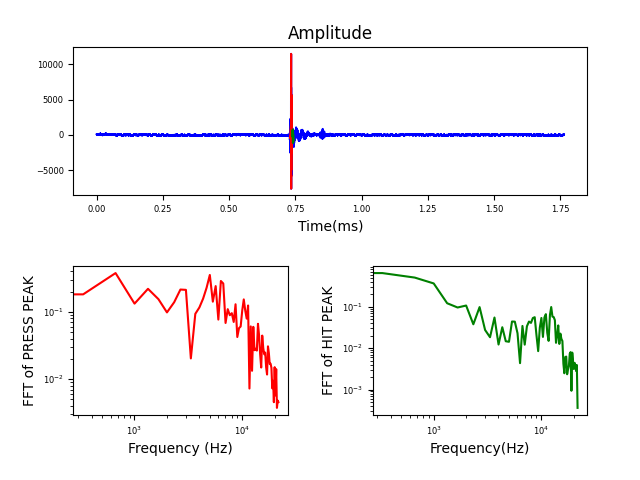 Amplitude
10000
5000
0
−5000
0.00 0.25 0.50 0.75 1.00 1.25 1.50 1.75
Time(ms)
FFT of PRESS PEAK
10⁻¹
10⁻²
10³ 10⁴
Frequency (Hz)
FFT of HIT PEAK
10⁻¹
10⁻²
10⁻³
10³ 10⁴
Frequency(Hz)